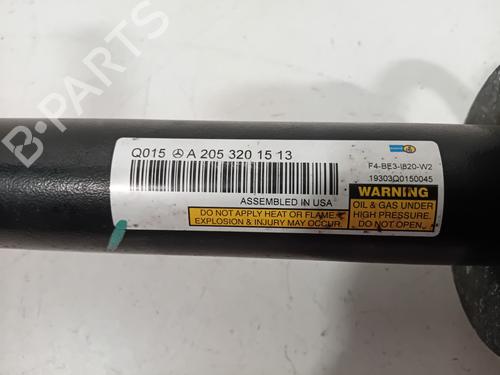 Q015 A 205 320 15 13
ASSEMBLED IN USA
DO NOT APPLY HEAT OR FLAME.
EXPLOSION & INJURY MAY OCCUR.
F4-BE3-I820-W2
19303Q0150045
WARNING
OIL & GAS UNDER
HIGH PRESSURE.
DO NOT OPEN.
B-PARTS